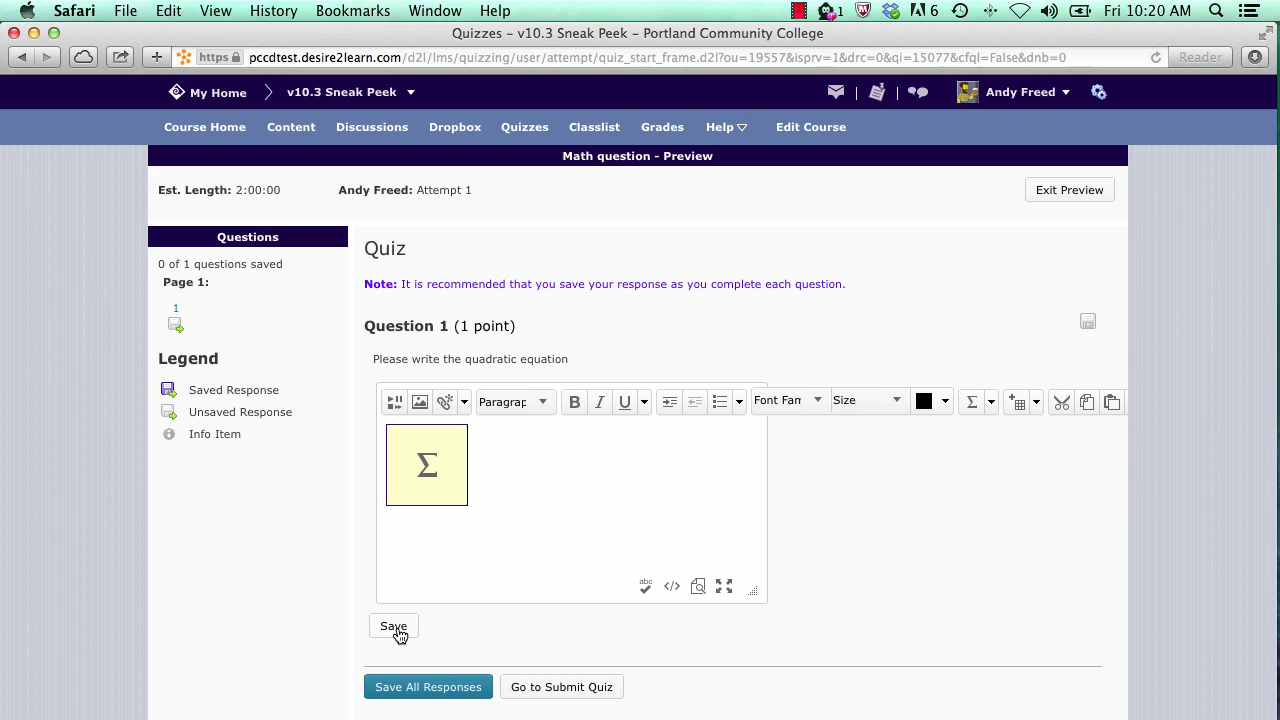 Safari File Edit View History Bookmarks Window Help 1 6 Fri 10:20 AM
Quizzes – v10.3 Sneak Peek – Portland Community College
https pccdtest.desire2learn.com/d2l/lms/quizzing/user/attempt/quiz_start_frame.d2l?ou=19557&isprv=1&drc=0&qi=15077&cfql=False&dnb=0 Reader
My Home v10.3 Sneak Peek Andy Freed
Course Home Content Discussions Dropbox Quizzes Classlist Grades Help Edit Course
Math question - Preview
Est. Length: 2:00:00 Andy Freed: Attempt 1 Exit Preview
Questions
0 of 1 questions saved
Page 1:
1
Legend
Saved Response
Unsaved Response
Info Item
Quiz
Note: It is recommended that you save your response as you complete each question.
Question 1 (1 point)
Please write the quadratic equation
Paragrap B I U Font Fam Size Σ
Σ
abc </>
Save
Save All Responses Go to Submit Quiz